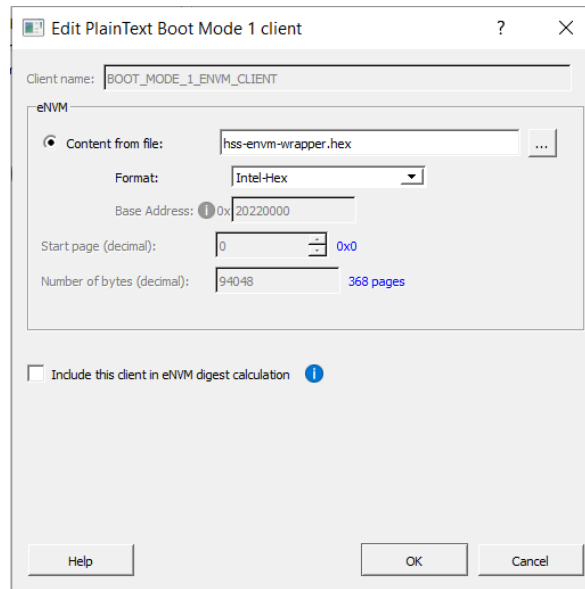 Edit PlainText Boot Mode 1 client
Client name: BOOT_MODE_1_ENVM_CLIENT
eNVM
Content from file: hss-envm-wrapper.hex ...
Format: Intel-Hex
Base Address: 0x 20220000
Start page (decimal): 0 0x0
Number of bytes (decimal): 94048 368 pages
Include this client in eNVM digest calculation
Help OK Cancel